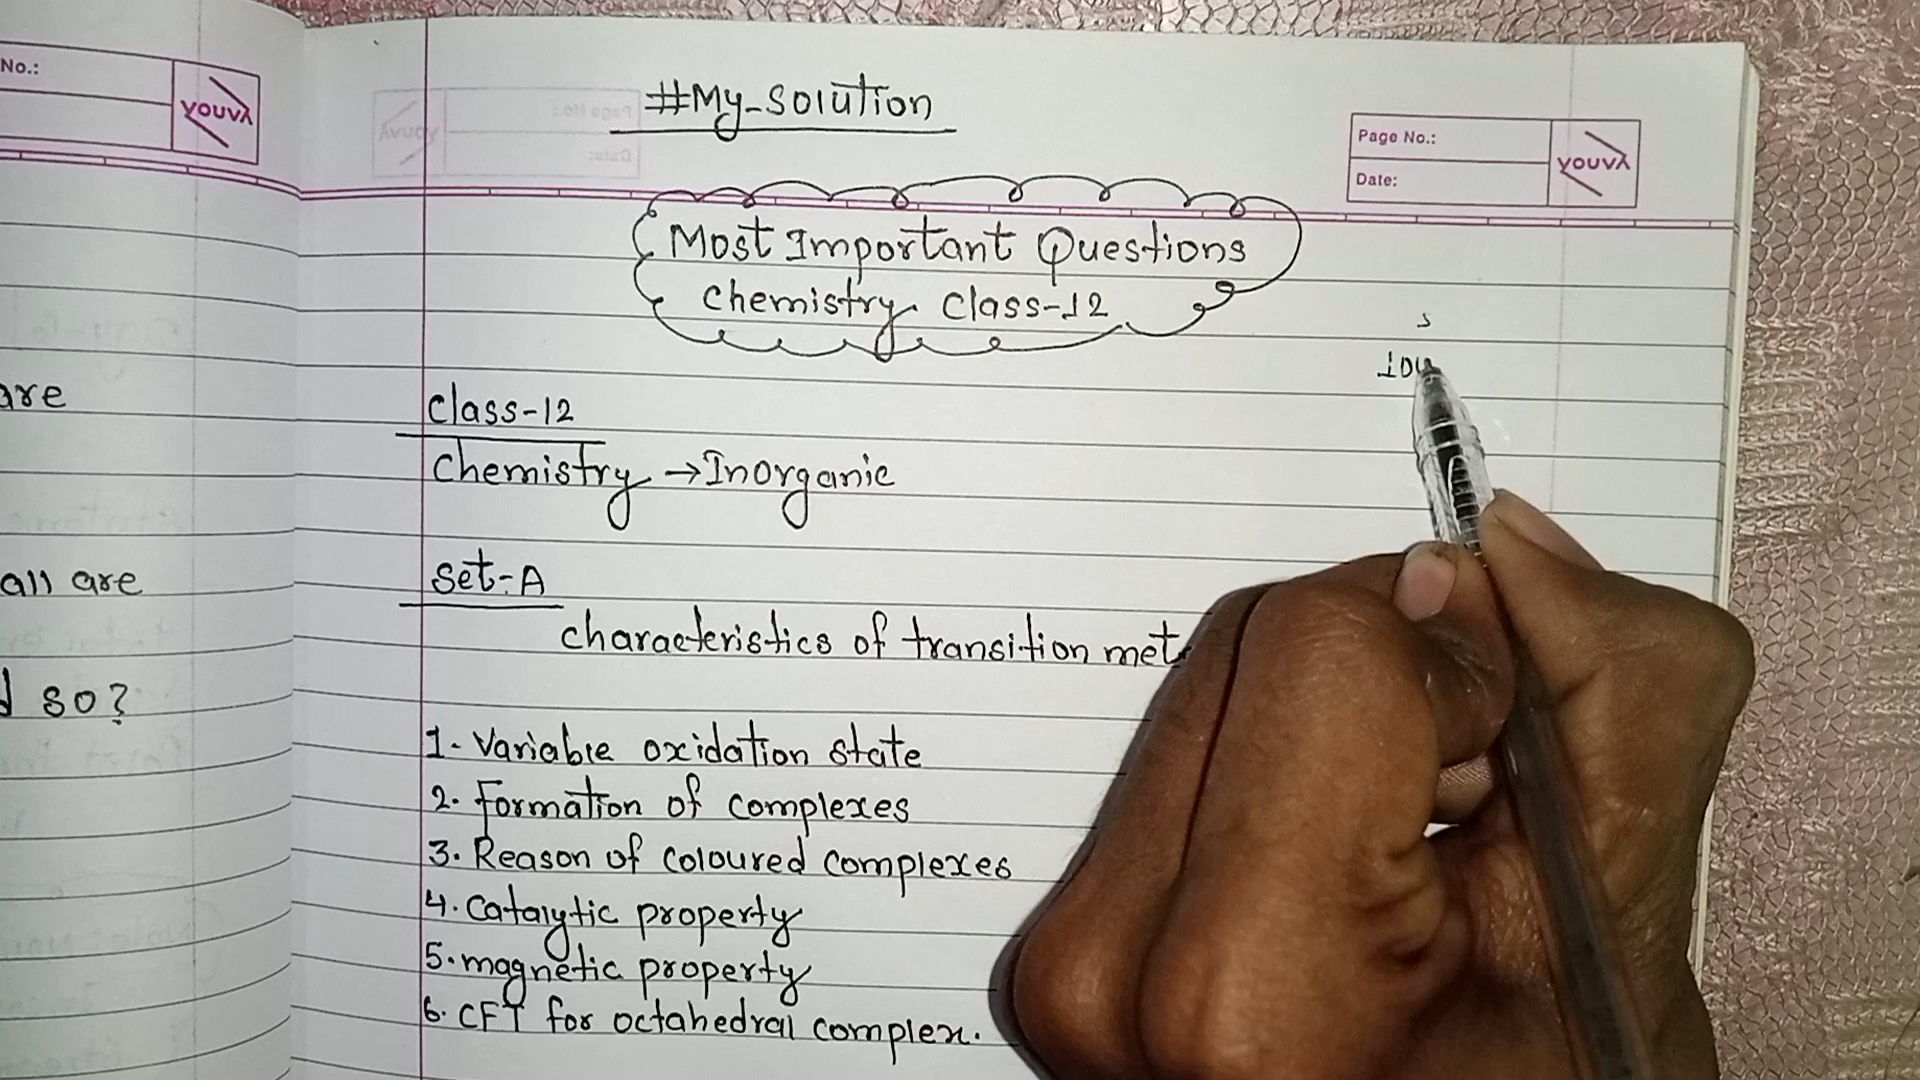 No.:
YOUVA
are
all are
so?
#My-solution
Page No.:
Date:
YOUVA
Most Important Questions
Chemistry Class-12
Class-12
Chemistry → Inorganic
Set-A
characteristics of transition
1. Variable oxidation state
2. Formation of complexes
3. Reason of coloured complexes
4. Catalytic property
5. magnetic property
6. CFT for octahedral complex.